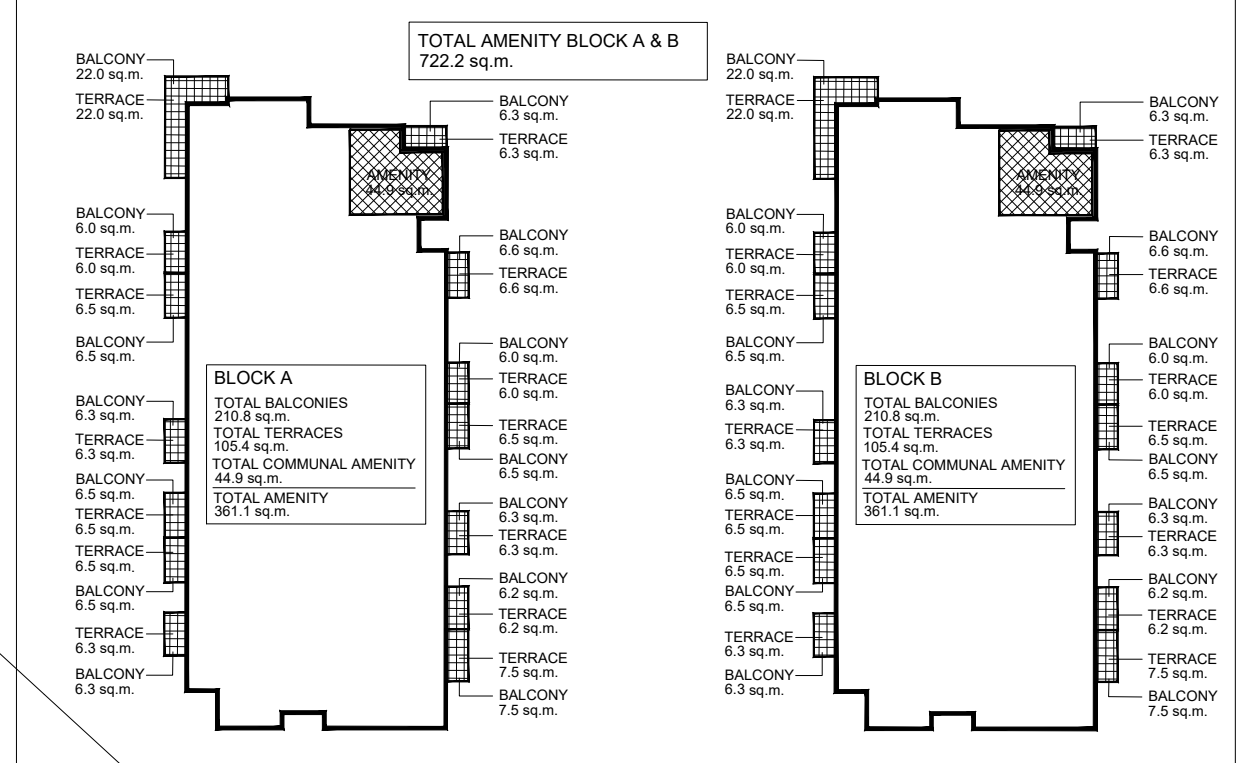 TOTAL AMENITY BLOCK A & B
722.2 sq.m.
BALCONY
22.0 sq.m.
TERRACE
22.0 sq.m.
BALCONY
6.0 sq.m.
TERRACE
6.0 sq.m.
TERRACE
6.5 sq.m.
BALCONY
6.5 sq.m.
BALCONY
6.3 sq.m.
TERRACE
6.3 sq.m.
BALCONY
6.5 sq.m.
TERRACE
6.5 sq.m.
TERRACE
6.5 sq.m.
BALCONY
6.5 sq.m.
TERRACE
6.3 sq.m.
BALCONY
6.3 sq.m.
AMENITY
44.9 sq.m.
BLOCK A
TOTAL BALCONIES
210.8 sq.m.
TOTAL TERRACES
105.4 sq.m.
TOTAL COMMUNAL AMENITY
44.9 sq.m.
TOTAL AMENITY
361.1 sq.m.
BALCONY
6.3 sq.m.
TERRACE
6.3 sq.m.
BALCONY
6.6 sq.m.
TERRACE
6.6 sq.m.
BALCONY
6.0 sq.m.
TERRACE
6.0 sq.m.
TERRACE
6.5 sq.m.
BALCONY
6.5 sq.m.
BALCONY
6.3 sq.m.
TERRACE
6.3 sq.m.
BALCONY
6.2 sq.m.
TERRACE
6.2 sq.m.
TERRACE
7.5 sq.m.
BALCONY
7.5 sq.m.
BALCONY
22.0 sq.m.
TERRACE
22.0 sq.m.
BALCONY
6.0 sq.m.
TERRACE
6.0 sq.m.
TERRACE
6.5 sq.m.
BALCONY
6.5 sq.m.
BALCONY
6.3 sq.m.
TERRACE
6.3 sq.m.
BALCONY
6.5 sq.m.
TERRACE
6.5 sq.m.
TERRACE
6.5 sq.m.
BALCONY
6.5 sq.m.
TERRACE
6.3 sq.m.
BALCONY
6.3 sq.m.
AMENITY
44.9 sq.m.
BLOCK B
TOTAL BALCONIES
210.8 sq.m.
TOTAL TERRACES
105.4 sq.m.
TOTAL COMMUNAL AMENITY
44.9 sq.m.
TOTAL AMENITY
361.1 sq.m.
BALCONY
6.3 sq.m.
TERRACE
6.3 sq.m.
BALCONY
6.6 sq.m.
TERRACE
6.6 sq.m.
BALCONY
6.0 sq.m.
TERRACE
6.0 sq.m.
TERRACE
6.5 sq.m.
BALCONY
6.5 sq.m.
BALCONY
6.3 sq.m.
TERRACE
6.3 sq.m.
BALCONY
6.2 sq.m.
TERRACE
6.2 sq.m.
TERRACE
7.5 sq.m.
BALCONY
7.5 sq.m.